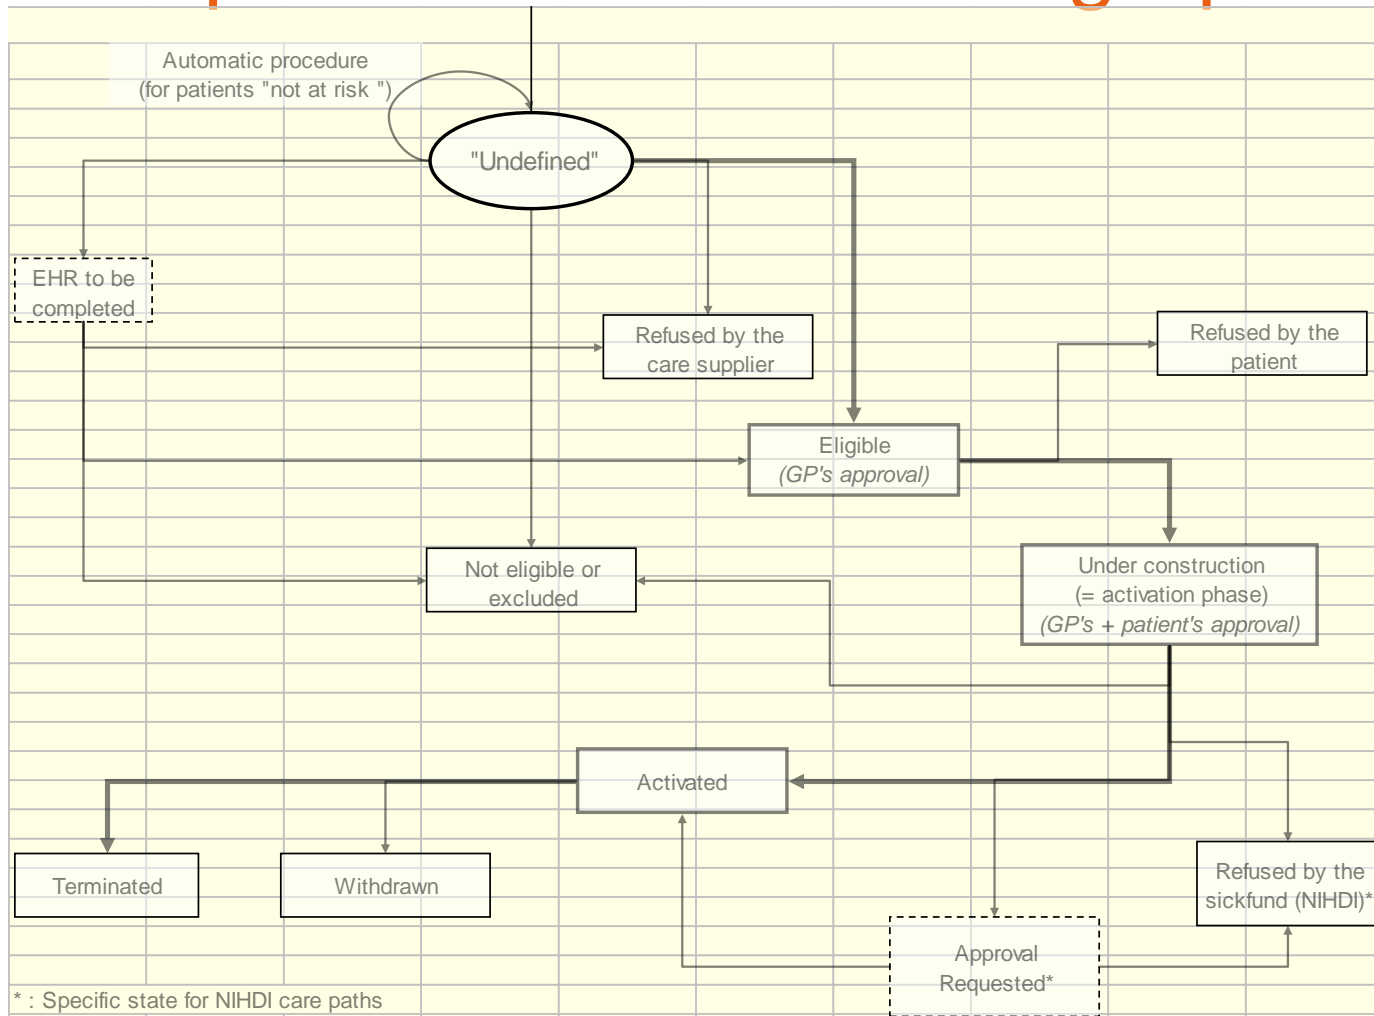 Automatic procedure
(for patients "not at risk ")
"Undefined"
EHR to be
completed
Refused by the
care supplier
Refused by the
patient
Eligible
(GP's approval)
Not eligible or
excluded
Under construction
(= activation phase)
(GP's + patient's approval)
Activated
Terminated
Withdrawn
Refused by the
sickfund (NIHDI)*
Approval
Requested*
* : Specific state for NIHDI care paths